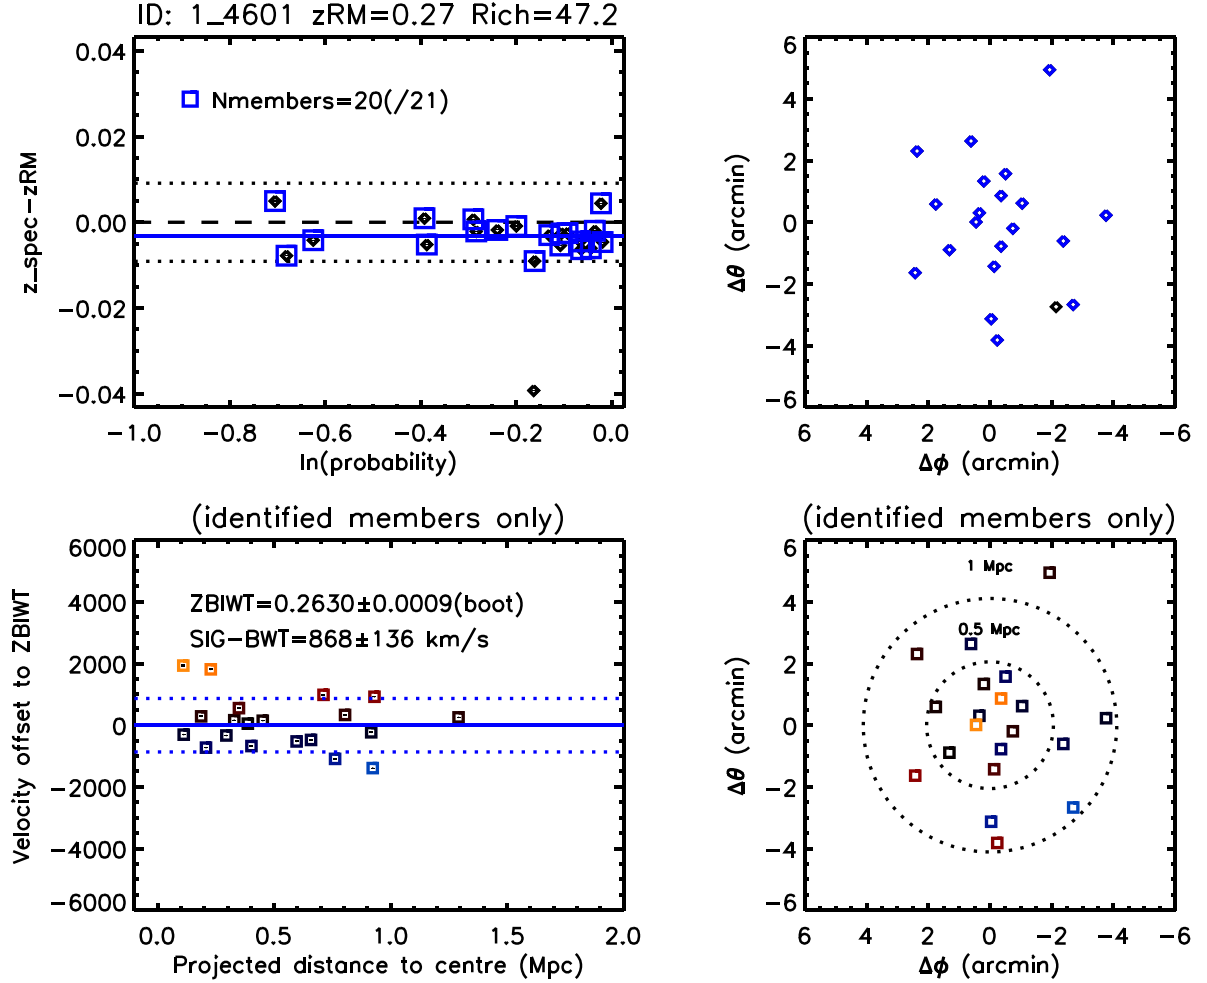 ID: 1_4601 zRM=0.27 Rich=47.2
0.04
0.02
0.00
−0.02
−0.04
z_spec−zRM
Nmembers=20(/21)
−1.0 −0.8 −0.6 −0.4 −0.2 0.0
ln(probability)
6
4
2
0
−2
−4
−6
Δθ (arcmin)
6 4 2 0 −2 −4 −6
Δϕ (arcmin)
(identified members only)
6000
4000
2000
0
−2000
−4000
−6000
Velocity offset to ZBIWT
ZBIWT=0.2630±0.0009(boot)
SIG−BWT=868±136 km/s
0.0 0.5 1.0 1.5 2.0
Projected distance to centre (Mpc)
(identified members only)
6
4
2
0
−2
−4
−6
Δθ (arcmin)
1 Mpc
0.5 Mpc
6 4 2 0 −2 −4 −6
Δϕ (arcmin)